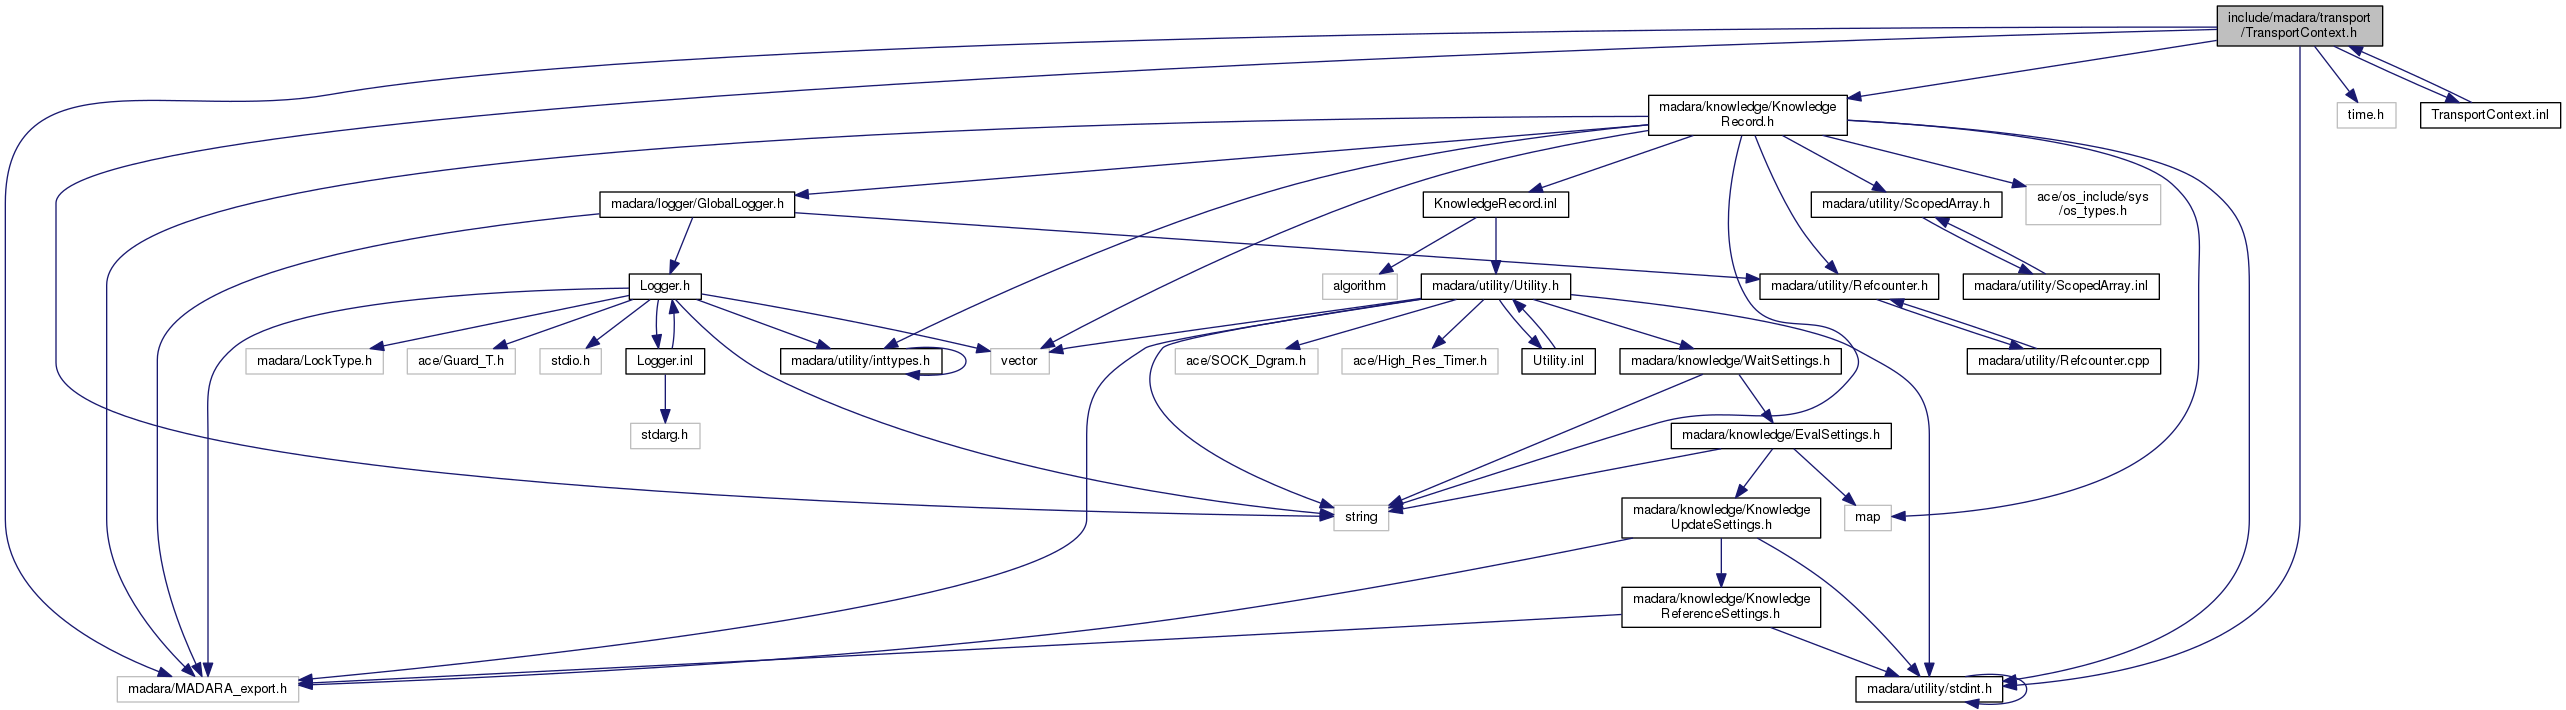 include/madara/transport
/TransportContext.h
madara/knowledge/Knowledge
Record.h
time.h
TransportContext.inl
madara/logger/GlobalLogger.h
KnowledgeRecord.inl
madara/utility/ScopedArray.h
ace/os_include/sys
/os_types.h
Logger.h
algorithm
madara/utility/Utility.h
madara/utility/Refcounter.h
madara/utility/ScopedArray.inl
madara/LockType.h
ace/Guard_T.h
stdio.h
Logger.inl
madara/utility/inttypes.h
vector
ace/SOCK_Dgram.h
ace/High_Res_Timer.h
Utility.inl
madara/knowledge/WaitSettings.h
madara/utility/Refcounter.cpp
stdarg.h
madara/knowledge/EvalSettings.h
string
madara/knowledge/Knowledge
UpdateSettings.h
map
madara/knowledge/Knowledge
ReferenceSettings.h
madara/MADARA_export.h
madara/utility/stdint.h